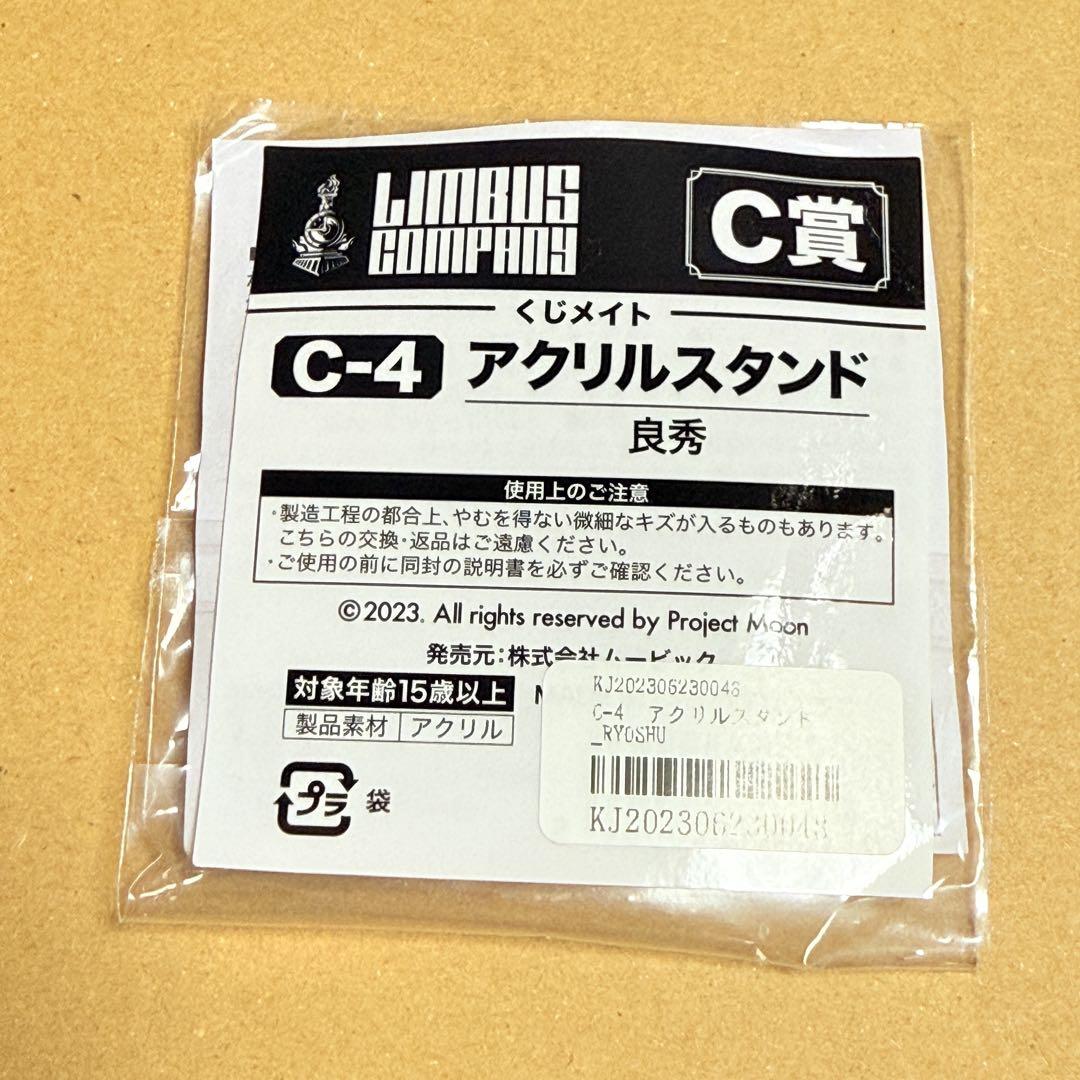 LIMBUS COMPANY
C賞
くじメイト
C-4 アクリルスタンド
良秀
使用上のご注意
・製造工程の都合上、やむを得ない微細なキズが入るものもあります。
こちらの交換・返品はご遠慮ください。
・ご使用の前に同封の説明書を必ずご確認ください。
©2023. All rights reserved by Project Moon
発売元:株式会社ムービック
対象年齢15歳以上
製品素材 アクリル
プラ 袋
KJ202306230048
C-4 アクリルスタンド
_RYOSHU
KJ202306230048